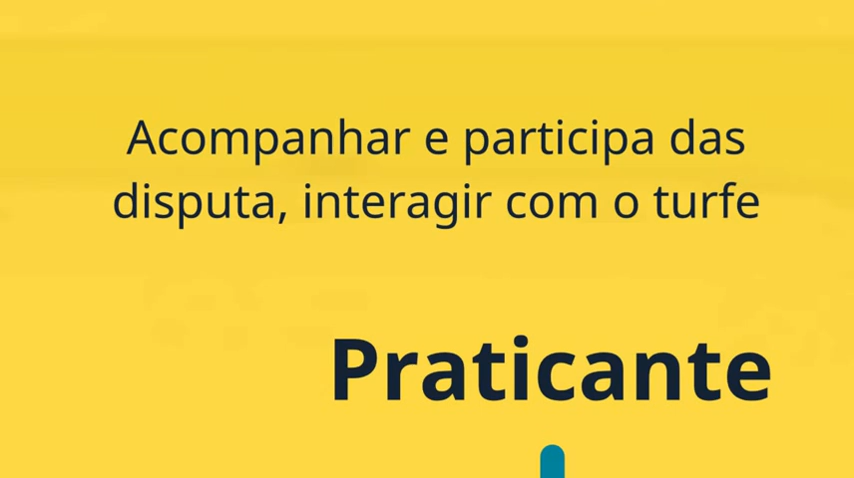 Acompanhar e participa das
disputa, interagir com o turfe
Praticante